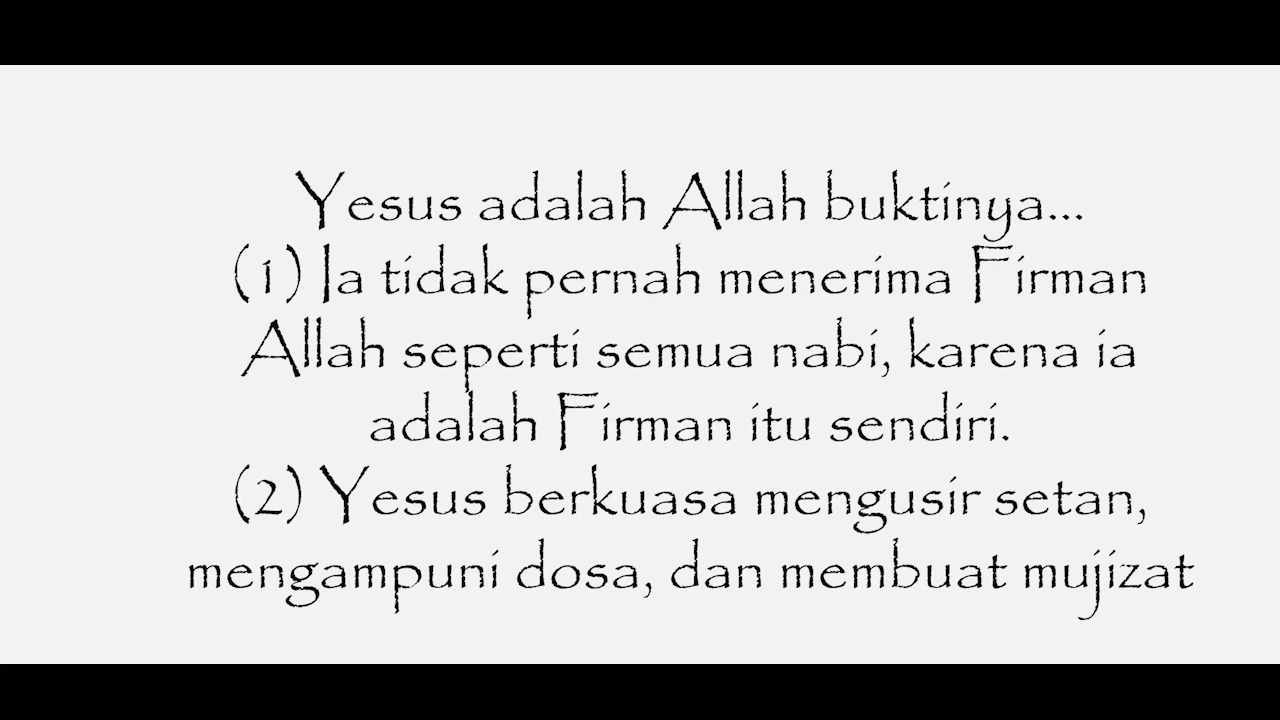 Yesus adalah Allah buktinya...
(1) Ia tidak pernah menerima Firman
Allah seperti semua nabi, karena ia
adalah Firman itu sendiri.
(2) Yesus berkuasa mengusir setan,
mengampuni dosa, dan membuat mujizat